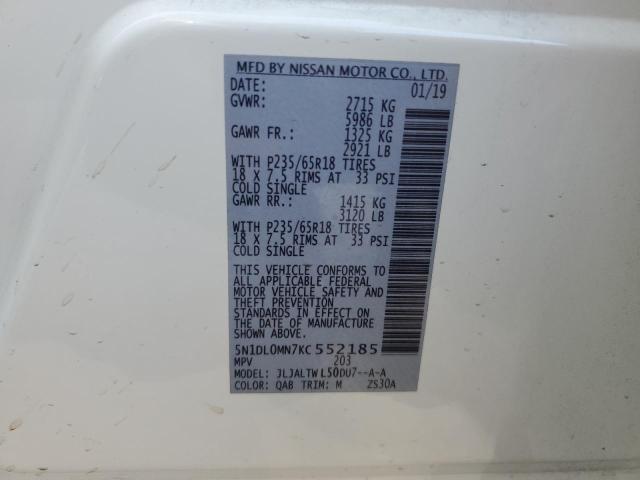 MFD BY NISSAN MOTOR CO., LTD.
DATE: 01/19
GVWR: 2715 KG
5986 LB
GAWR FR.: 1325 KG
2921 LB
WITH P235/65R18 TIRES
18 X 7.5 RIMS AT 33 PSI
COLD SINGLE
GAWR RR.: 1415 KG
3120 LB
WITH P235/65R18 TIRES
18 X 7.5 RIMS AT 33 PSI
COLD SINGLE
THIS VEHICLE CONFORMS TO
ALL APPLICABLE FEDERAL
MOTOR VEHICLE SAFETY AND
THEFT PREVENTION
STANDARDS IN EFFECT ON
THE DATE OF MANUFACTURE
SHOWN ABOVE.
5N1DL0MN7KC552185
MPV 203
MODEL: JLJALTWL50DU7--A-A
COLOR: QAB TRIM: M ZS30A